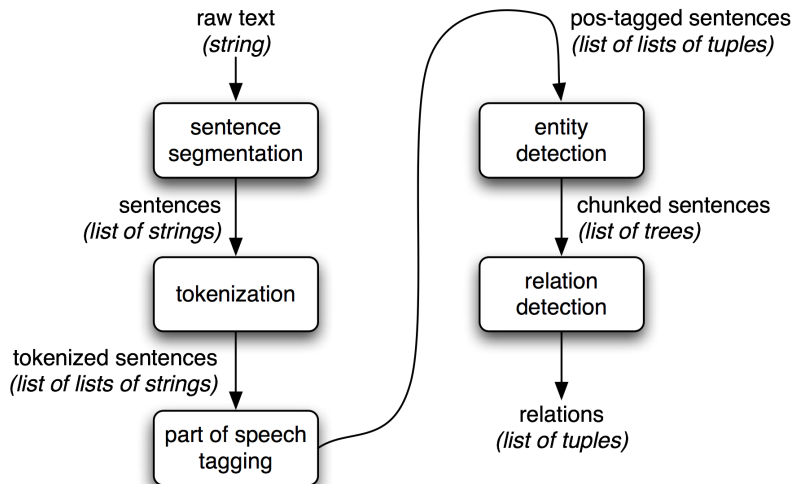 raw text
(string)
sentence
segmentation
sentences
(list of strings)
tokenization
tokenized sentences
(list of lists of strings)
part of speech
tagging
pos-tagged sentences
(list of lists of tuples)
entity
detection
chunked sentences
(list of trees)
relation
detection
relations
(list of tuples)